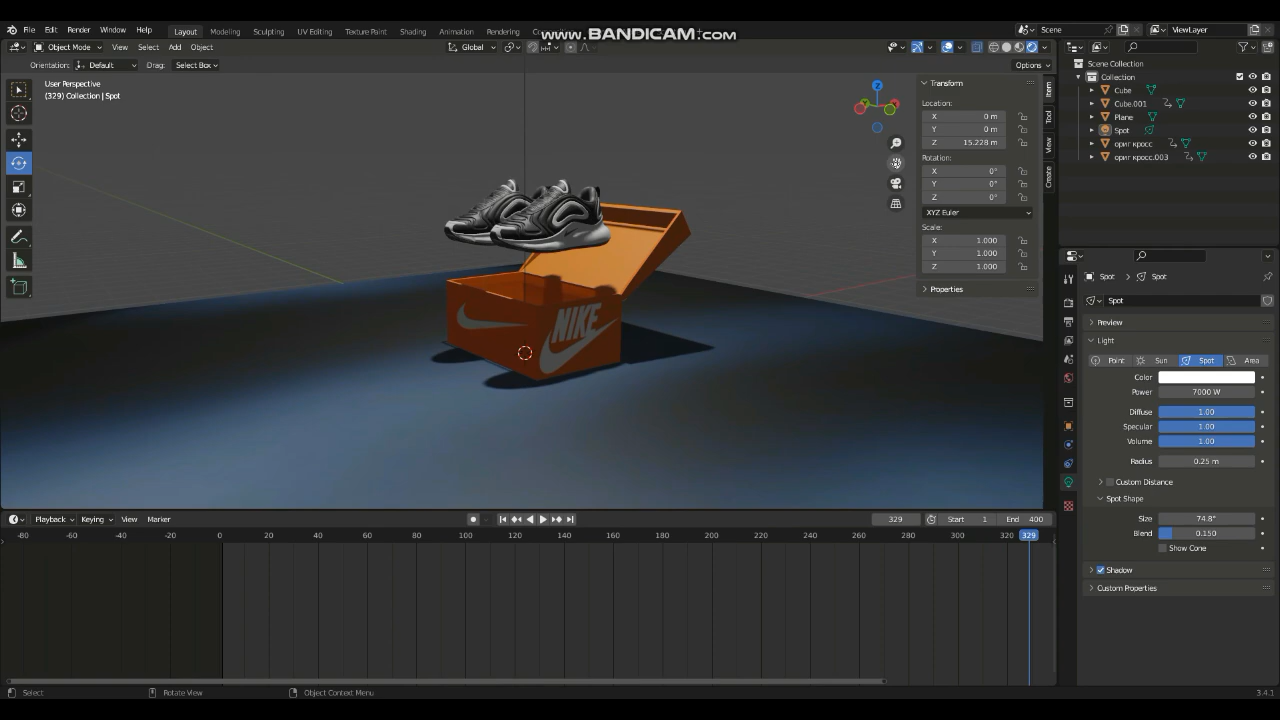 www.BANDICAM.com
File Edit Render Window Help Layout Modeling Sculpting UV Editing Texture Paint Shading Animation Rendering
Scene
ViewLayer
Object Mode View Select Add Object
Global
Orientation: Default Drag: Select Box
Options
User Perspective
(329) Collection | Spot
Z
NIKE
Transform
Location:
X 0 m
Y 0 m
Z 15.228 m
Rotation:
X 0°
Y 0°
Z 0°
XYZ Euler
Scale:
X 1.000
Y 1.000
Z 1.000
Properties
Item
Tool
View
Create
Scene Collection
Collection
Cube
Cube.001
Plane
Spot
ориг кросс
ориг кросс.003
Spot Spot
Spot
Preview
Light
Point Sun Spot Area
Color
Power 7000 W
Diffuse 1.00
Specular 1.00
Volume 1.00
Radius 0.25 m
Custom Distance
Spot Shape
Size 74.8°
Blend 0.150
Show Cone
Shadow
Custom Properties
Playback Keying View Marker
329 Start 1 End 400
-80 -60 -40 -20 0 20 40 60 80 100 120 140 160 180 200 220 240 260 280 300 320 329
Select Rotate View Object Context Menu
3.4.1